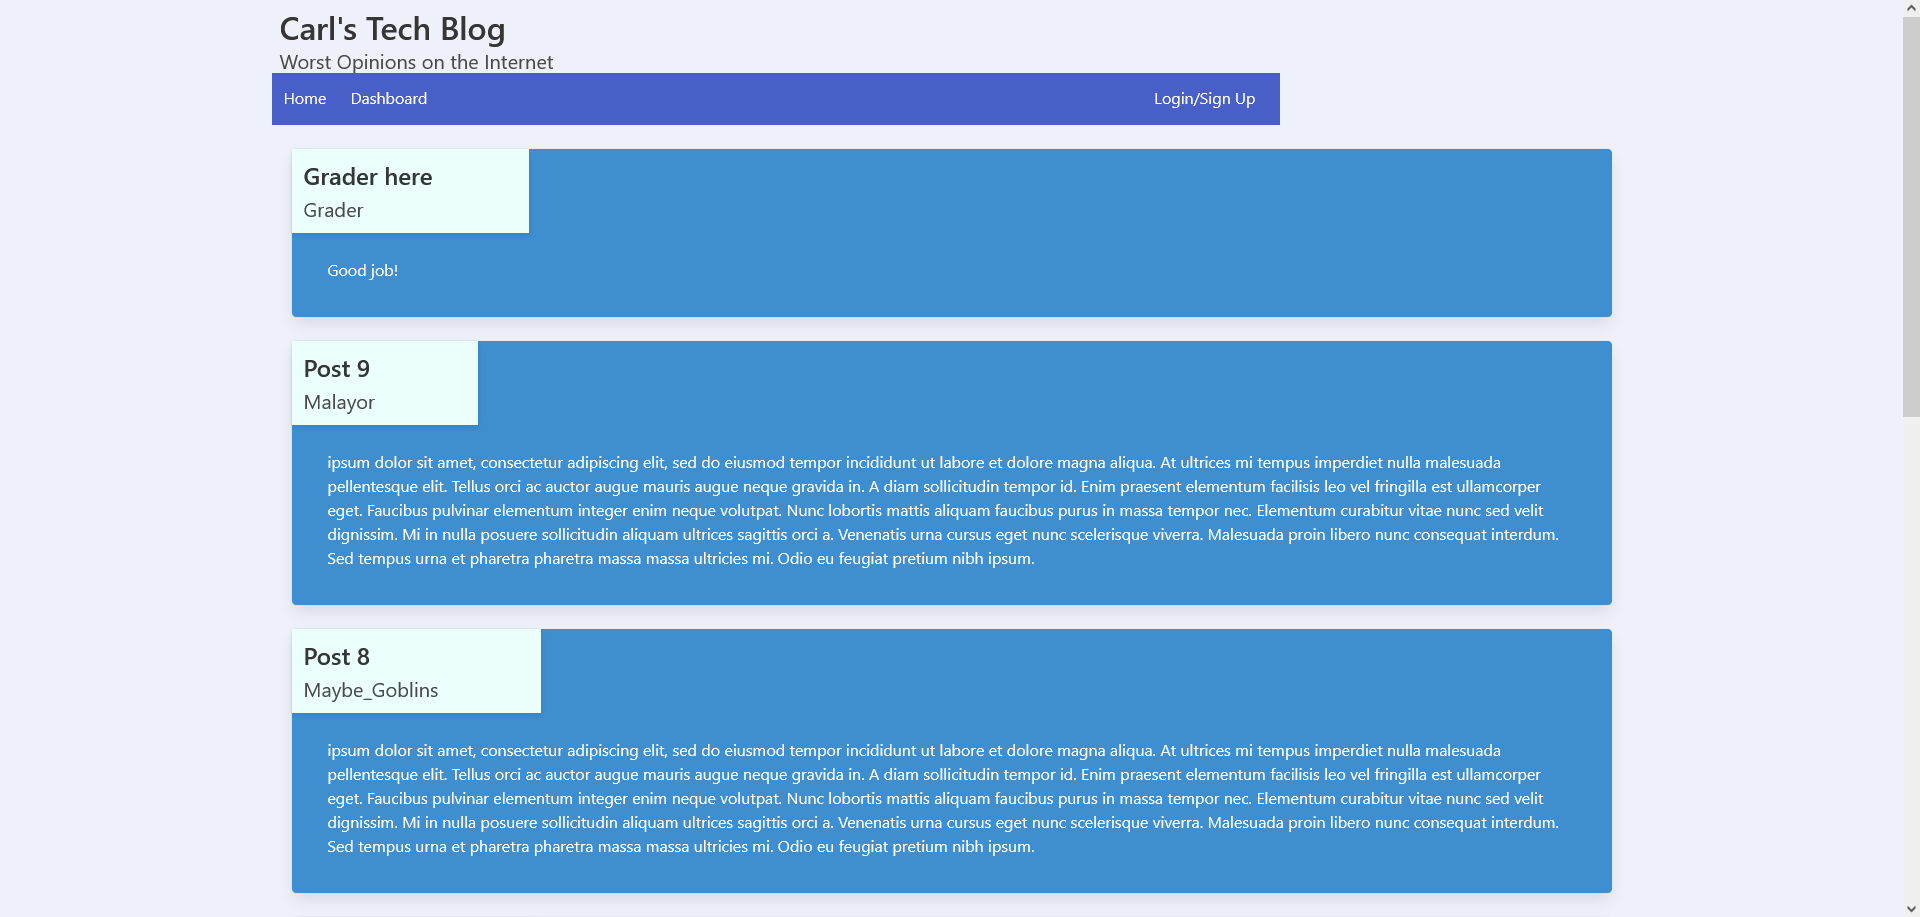 Carl's Tech Blog
Worst Opinions on the Internet
Home Dashboard Login/Sign Up
Grader here
Grader
Good job!
Post 9
Malayor
ipsum dolor sit amet, consectetur adipiscing elit, sed do eiusmod tempor incididunt ut labore et dolore magna aliqua. At ultrices mi tempus imperdiet nulla malesuada
pellentesque elit. Tellus orci ac auctor augue mauris augue neque gravida in. A diam sollicitudin tempor id. Enim praesent elementum facilisis leo vel fringilla est ullamcorper
eget. Faucibus pulvinar elementum integer enim neque volutpat. Nunc lobortis mattis aliquam faucibus purus in massa tempor nec. Elementum curabitur vitae nunc sed velit
dignissim. Mi in nulla posuere sollicitudin aliquam ultrices sagittis orci a. Venenatis urna cursus eget nunc scelerisque viverra. Malesuada proin libero nunc consequat interdum.
Sed tempus urna et pharetra pharetra massa massa ultricies mi. Odio eu feugiat pretium nibh ipsum.
Post 8
Maybe_Goblins
ipsum dolor sit amet, consectetur adipiscing elit, sed do eiusmod tempor incididunt ut labore et dolore magna aliqua. At ultrices mi tempus imperdiet nulla malesuada
pellentesque elit. Tellus orci ac auctor augue mauris augue neque gravida in. A diam sollicitudin tempor id. Enim praesent elementum facilisis leo vel fringilla est ullamcorper
eget. Faucibus pulvinar elementum integer enim neque volutpat. Nunc lobortis mattis aliquam faucibus purus in massa tempor nec. Elementum curabitur vitae nunc sed velit
dignissim. Mi in nulla posuere sollicitudin aliquam ultrices sagittis orci a. Venenatis urna cursus eget nunc scelerisque viverra. Malesuada proin libero nunc consequat interdum.
Sed tempus urna et pharetra pharetra massa massa ultricies mi. Odio eu feugiat pretium nibh ipsum.